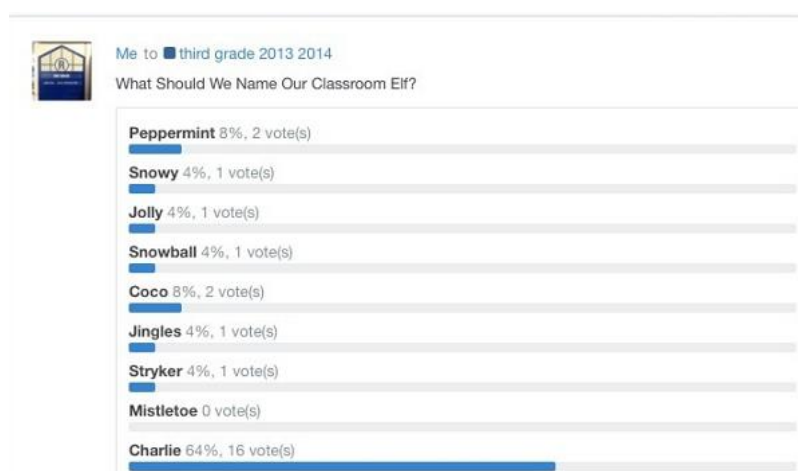 Me to third grade 2013 2014
What Should We Name Our Classroom Elf?
Peppermint 8%, 2 vote(s)
Snowy 4%, 1 vote(s)
Jolly 4%, 1 vote(s)
Snowball 4%, 1 vote(s)
Coco 8%, 2 vote(s)
Jingles 4%, 1 vote(s)
Stryker 4%, 1 vote(s)
Mistletoe 0 vote(s)
Charlie 64%, 16 vote(s)